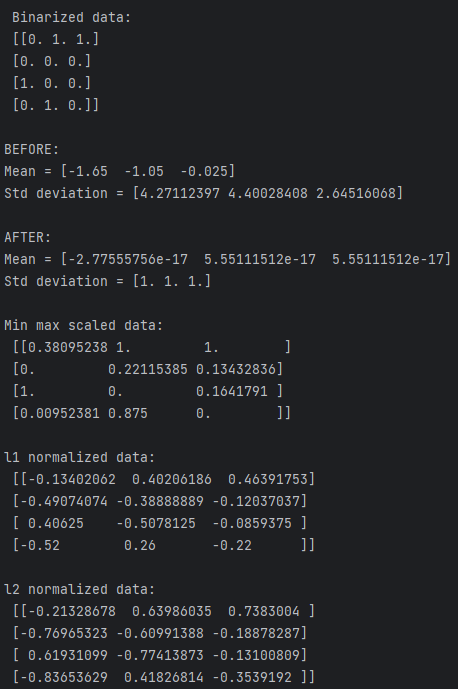 Binarized data:
[[0. 1. 1.]
[0. 0. 0.]
[1. 0. 0.]
[0. 1. 0.]]
BEFORE:
Mean = [-1.65  -1.05  -0.025]
Std deviation = [4.27112397 4.40028408 2.64516068]
AFTER:
Mean = [-2.77555756e-17  5.55111512e-17  5.55111512e-17]
Std deviation = [1. 1. 1.]
Min max scaled data:
[[0.38095238 1.         1.        ]
[0.         0.22115385 0.13432836]
[1.         0.         0.1641791 ]
[0.00952381 0.875      0.        ]]
l1 normalized data:
[[-0.13402062  0.40206186  0.46391753]
[-0.49074074 -0.38888889 -0.12037037]
[ 0.40625    -0.5078125  -0.0859375 ]
[-0.52        0.26       -0.22      ]]
l2 normalized data:
[[-0.21328678  0.63986035  0.7383004 ]
[-0.76965323 -0.60991388 -0.18878287]
[ 0.61931099 -0.77413873 -0.13100809]
[-0.83653629  0.41826814 -0.3539192 ]]